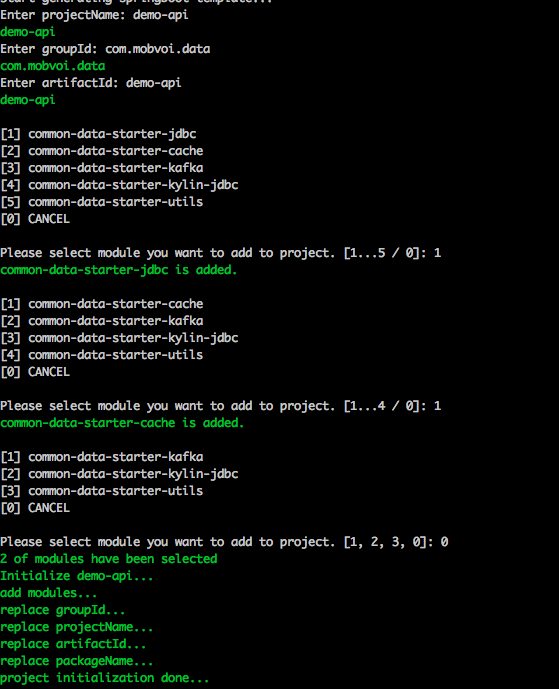 Start generating springboot template...
Enter projectName: demo-api
demo-api
Enter groupId: com.mobvoi.data
com.mobvoi.data
Enter artifactId: demo-api
demo-api
[1] common-data-starter-jdbc
[2] common-data-starter-cache
[3] common-data-starter-kafka
[4] common-data-starter-kylin-jdbc
[5] common-data-starter-utils
[0] CANCEL
Please select module you want to add to project. [1...5 / 0]: 1
common-data-starter-jdbc is added.
[1] common-data-starter-cache
[2] common-data-starter-kafka
[3] common-data-starter-kylin-jdbc
[4] common-data-starter-utils
[0] CANCEL
Please select module you want to add to project. [1...4 / 0]: 1
common-data-starter-cache is added.
[1] common-data-starter-kafka
[2] common-data-starter-kylin-jdbc
[3] common-data-starter-utils
[0] CANCEL
Please select module you want to add to project. [1, 2, 3, 0]: 0
2 of modules have been selected
Initialize demo-api...
add modules...
replace groupId...
replace projectName...
replace artifactId...
replace packageName...
project initialization done...